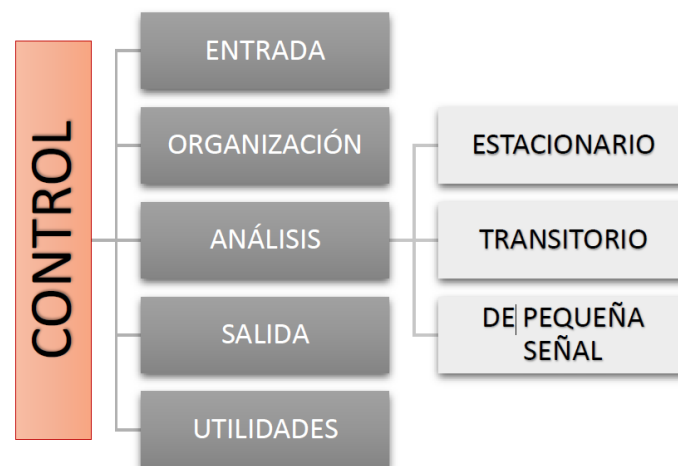 CONTROL
ENTRADA
ORGANIZACIÓN
ANÁLISIS
SALIDA
UTILIDADES
ESTACIONARIO
TRANSITORIO
DE PEQUEÑA
SEÑAL